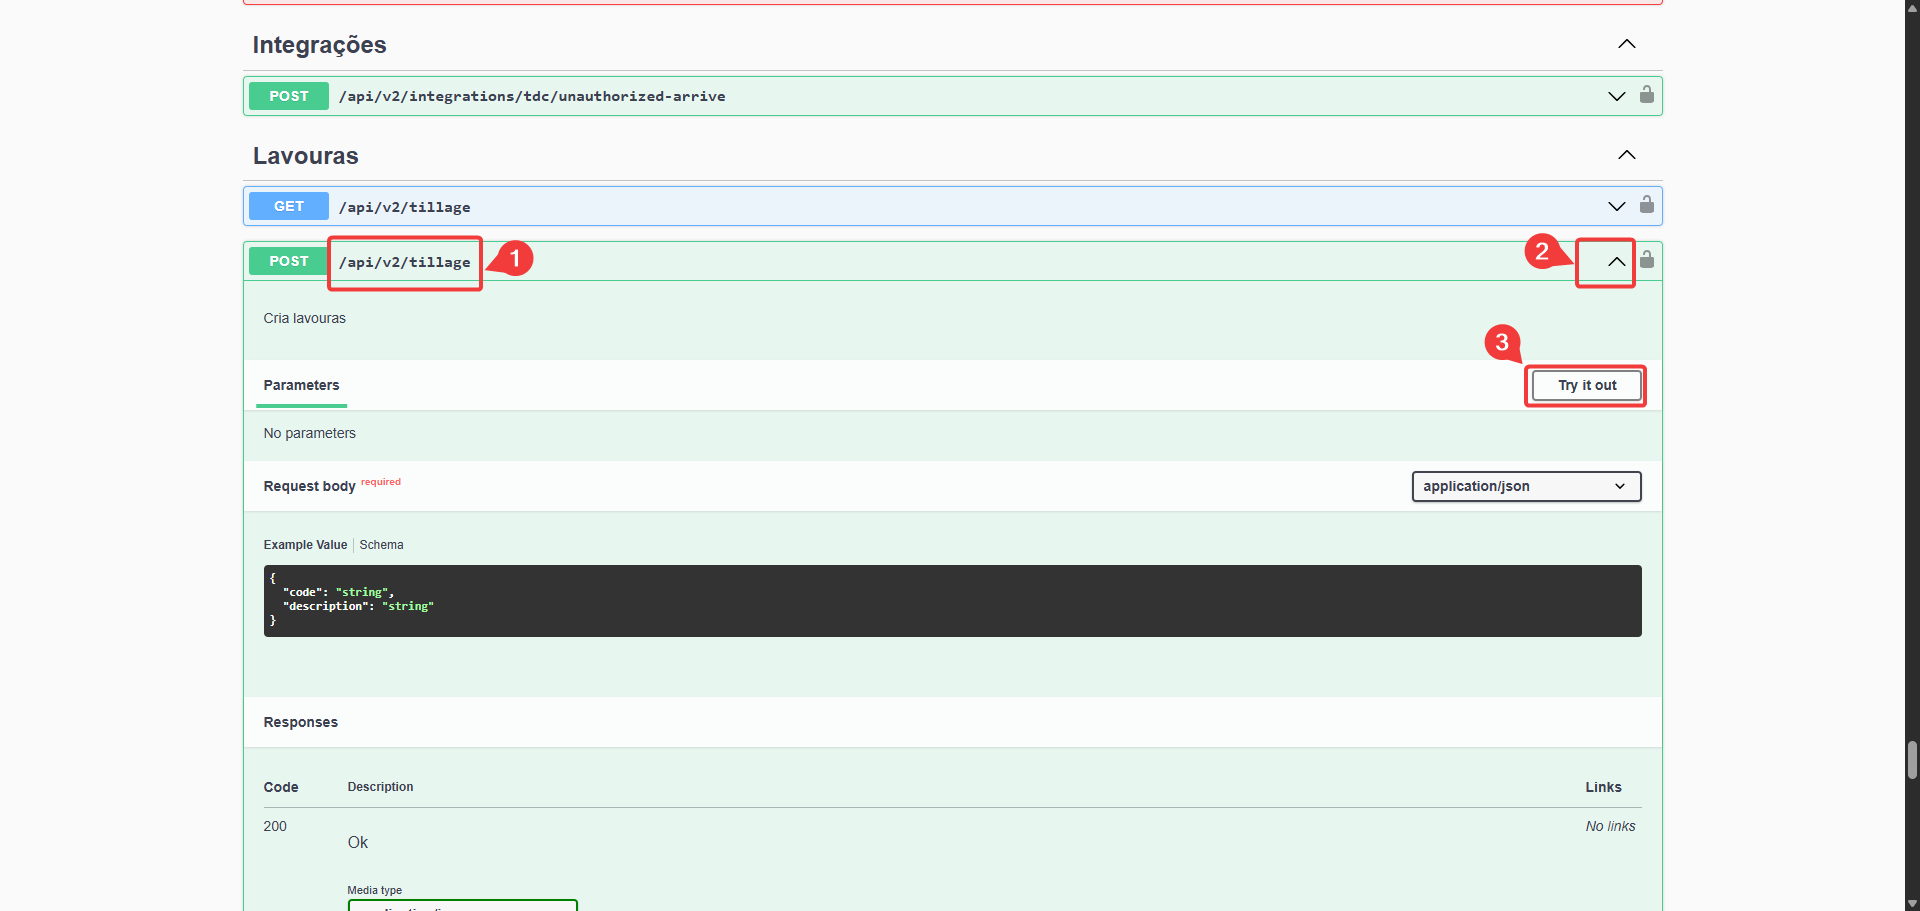 Integrações
POST /api/v2/integrations/tdc/unauthorized-arrive
Lavouras
GET /api/v2/tillage
POST /api/v2/tillage 1 2
Cria lavouras
3
Parameters Try it out
No parameters
Request body required application/json
Example Value Schema
{
"code": "string",
"description": "string"
}
Responses
Code Description Links
200 Ok No links
Media type